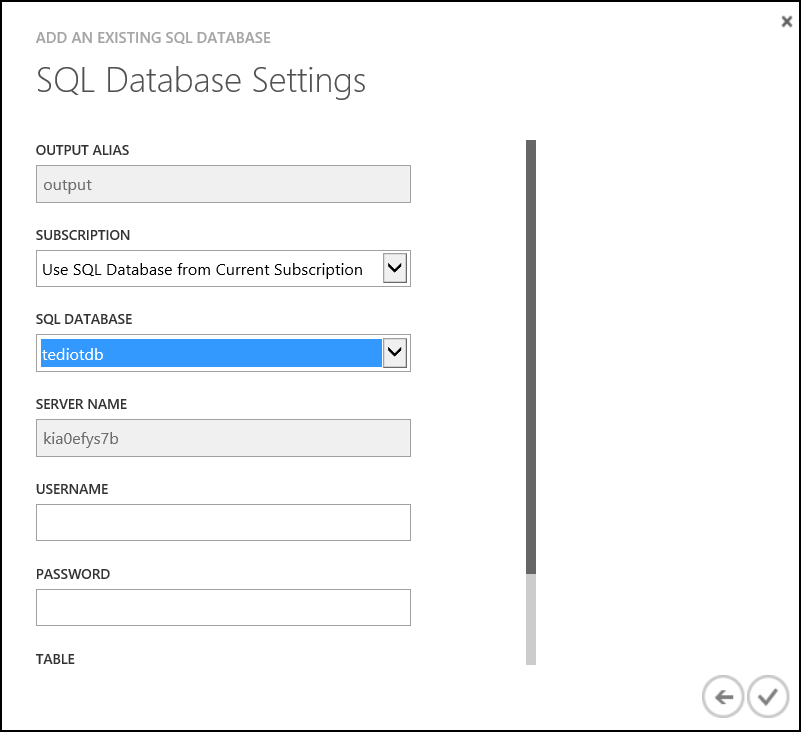 ADD AN EXISTING SQL DATABASE
SQL Database Settings
OUTPUT ALIAS
output
SUBSCRIPTION
Use SQL Database from Current Subscription
SQL DATABASE
tediotdb
SERVER NAME
kia0efys7b
USERNAME
PASSWORD
TABLE